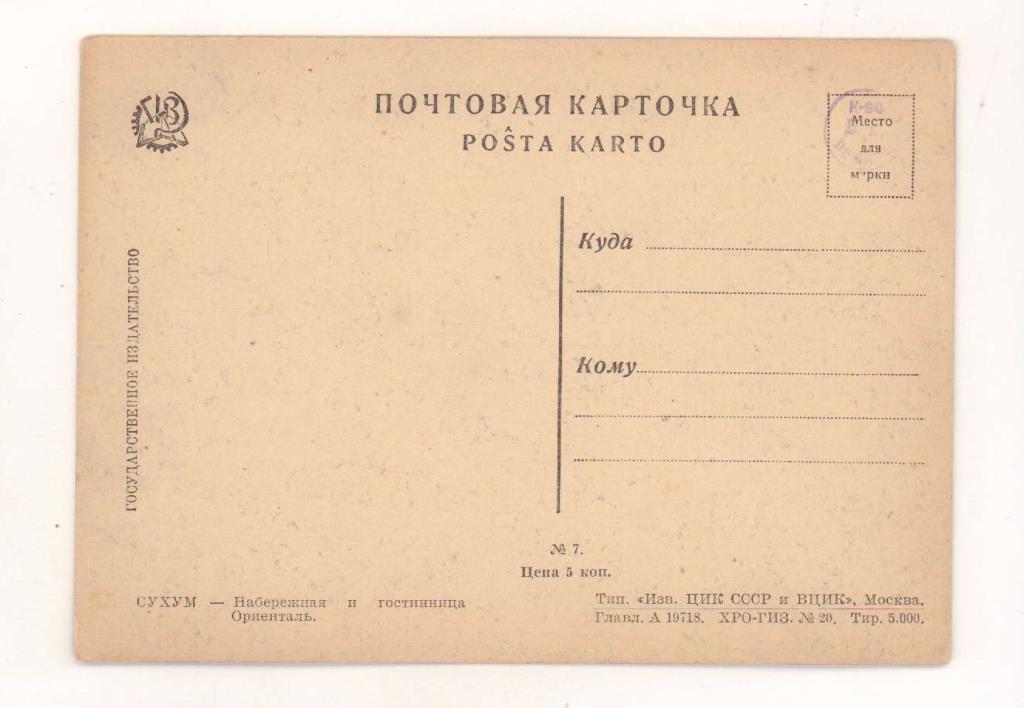 ГИЗ
ПОЧТОВАЯ КАРТОЧКА
POŜTA KARTO
Место
для
марки
Куда
Кому
ГОСУДАРСТВЕННОЕ ИЗДАТЕЛЬСТВО
№ 7.
Цена 5 коп.
СУХУМ — Набережная и гостинница
Ориенталь.
Тип. «Изв. ЦИК СССР и ВЦИК», Москва.
Главл. А 19718. ХРО-ГИЗ. № 20. Тир. 5.000.